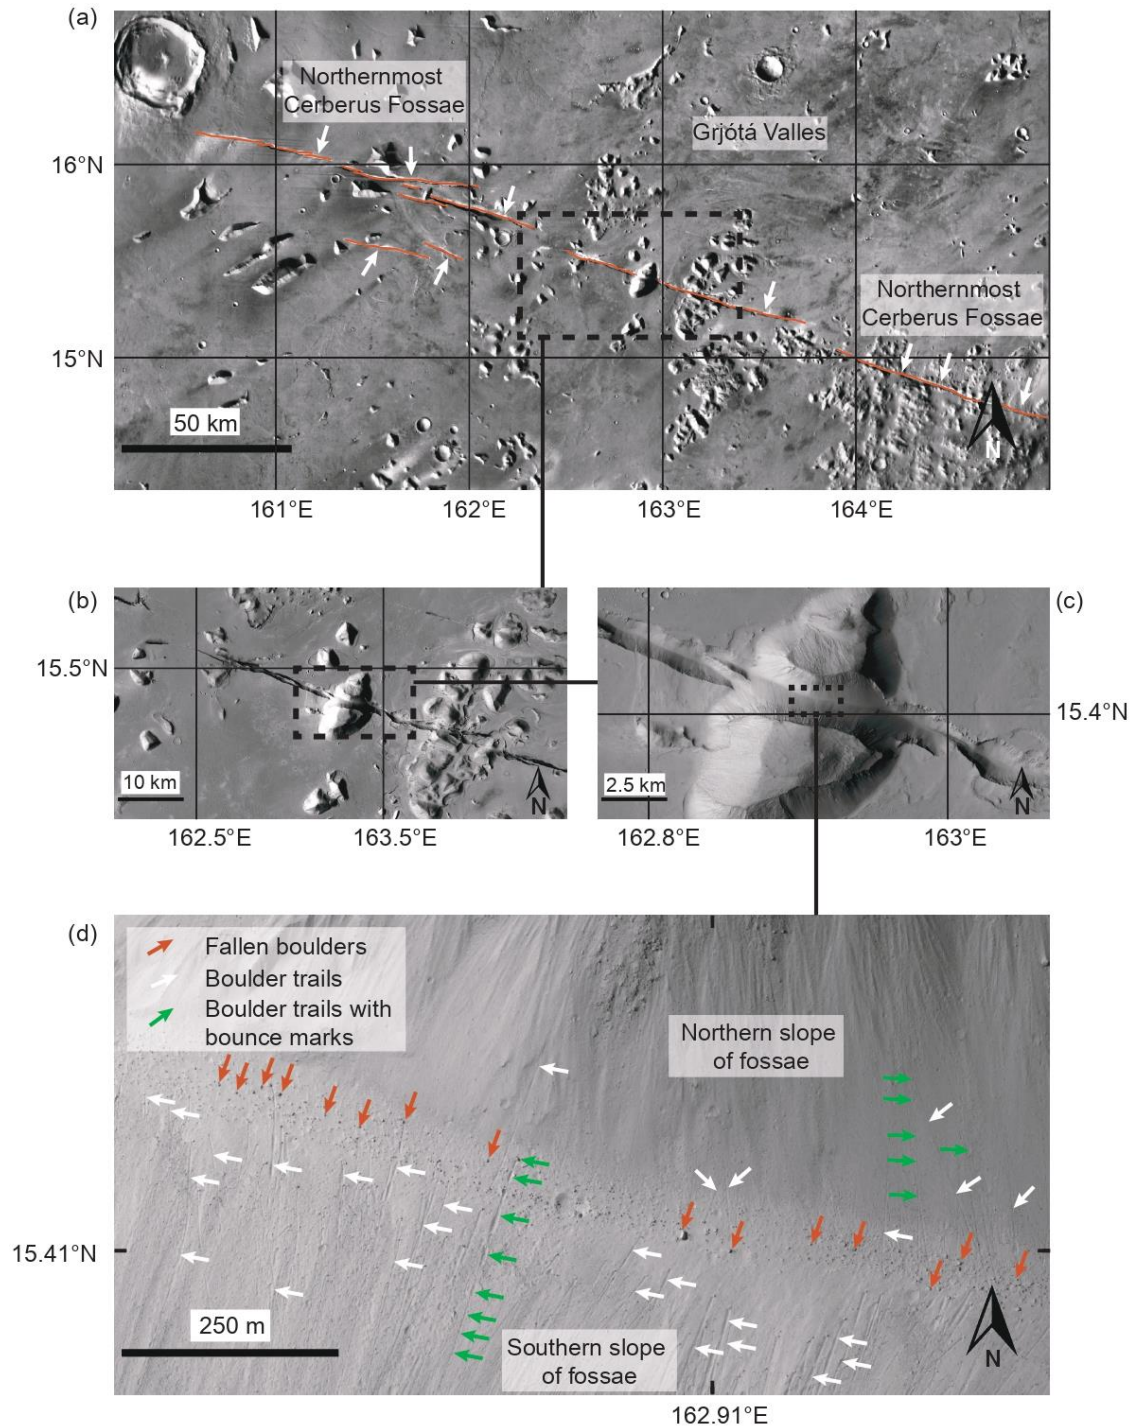 (a)
Northernmost
Cerberus Fossae
Grjótá Valles
16°N
Northernmost
Cerberus Fossae
15°N
50 km
N
161°E
162°E
163°E
164°E
(b)
15.5°N
10 km
N
162.5°E
163.5°E
(c)
15.4°N
2.5 km
N
162.8°E
163°E
(d)
Fallen boulders
Boulder trails
Boulder trails with
bounce marks
Northern slope
of fossae
15.41°N
250 m
Southern slope
of fossae
N
162.91°E